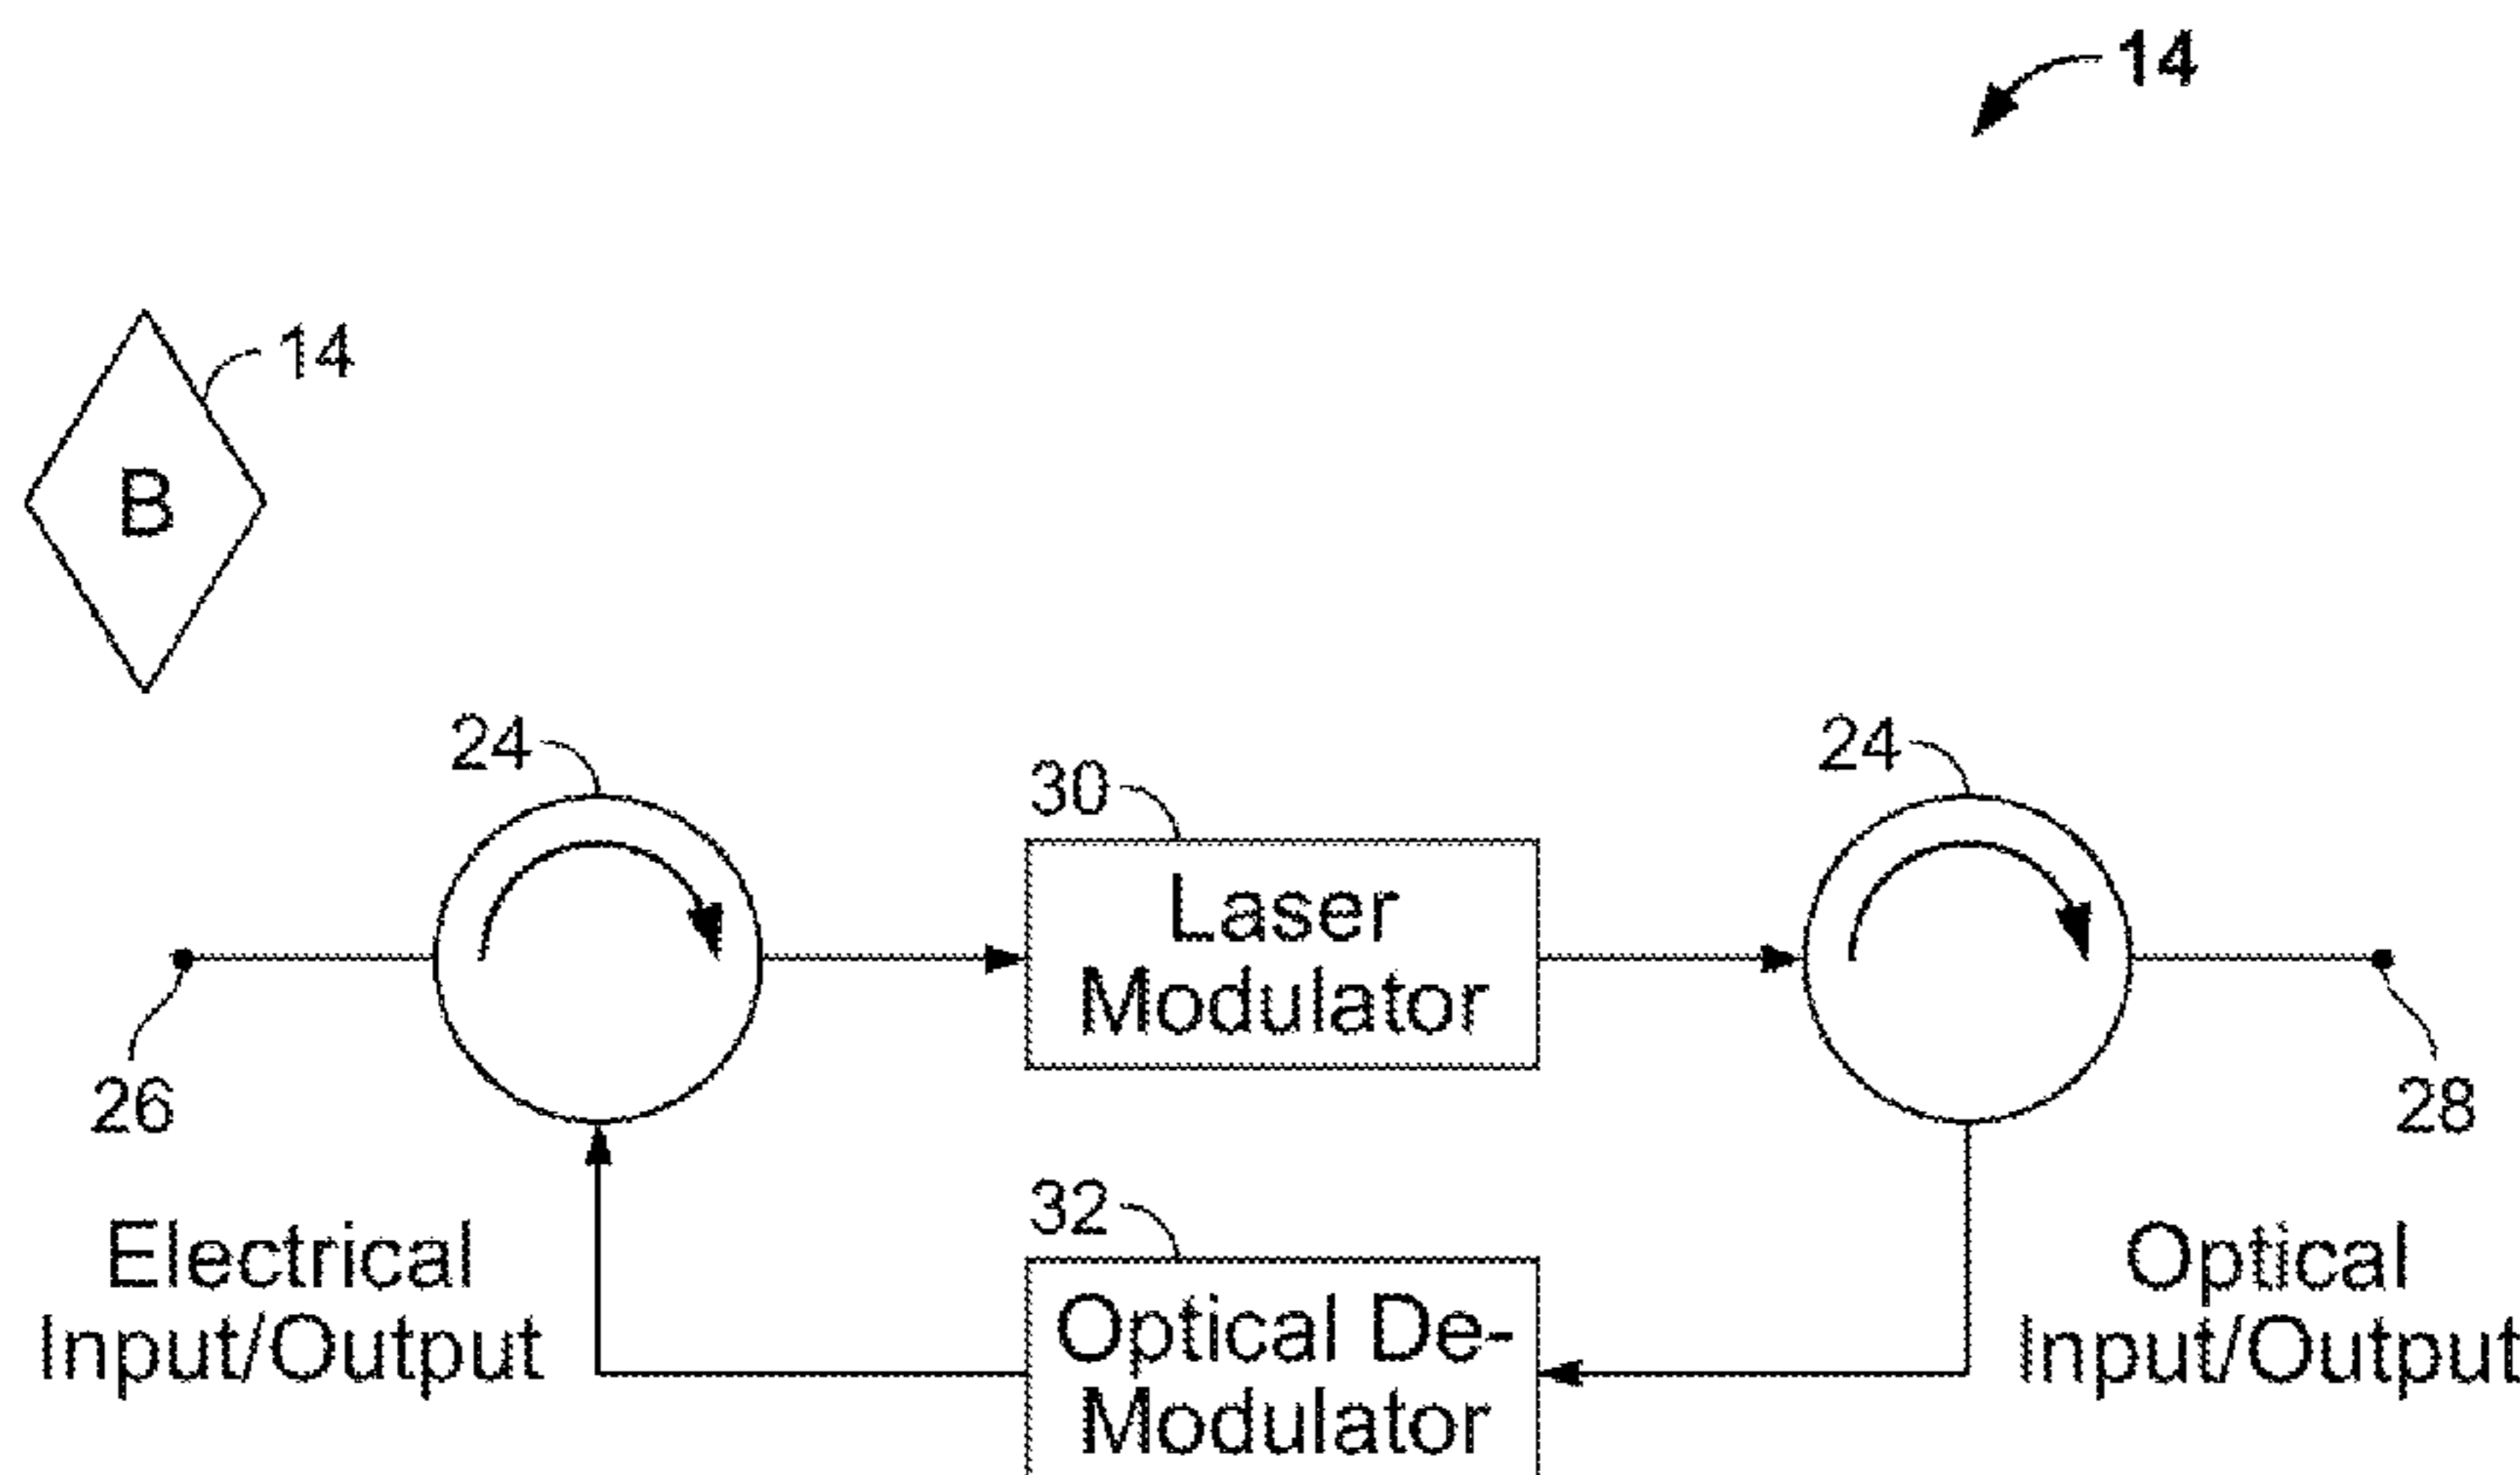 14
14
B
24
24
30
Laser
Modulator
26
28
32
Electrical
Input/Output
Optical De-
Modulator
Optical
Input/Output